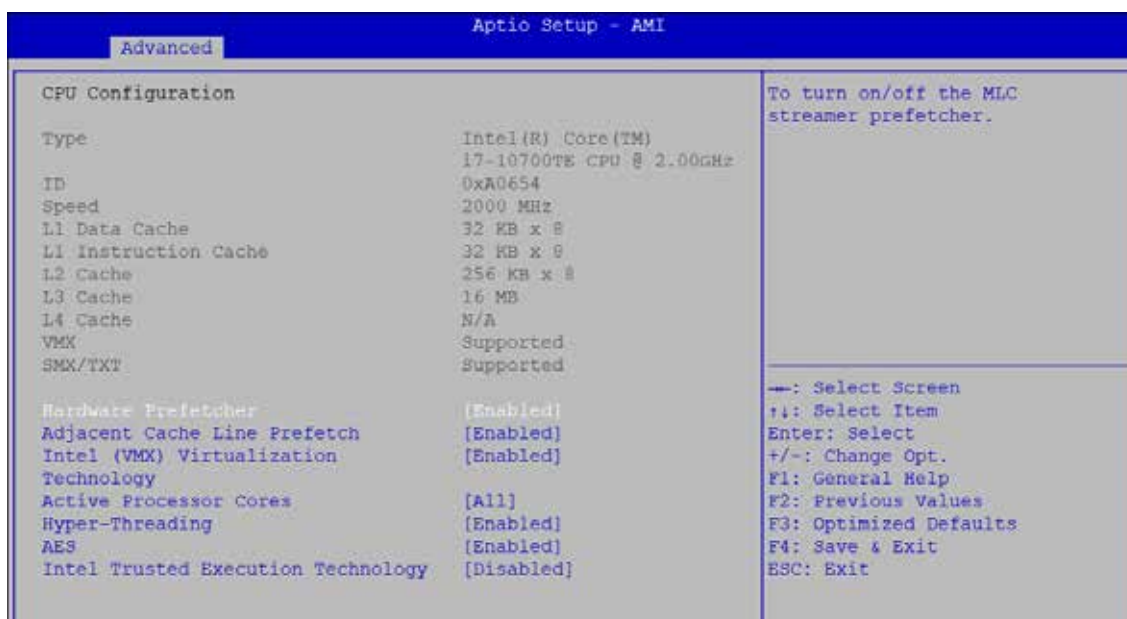 Aptio Setup - AMI
Advanced
CPU Configuration
Type Intel(R) Core(TM)
i7-10700TE CPU @ 2.00GHz
ID 0xA0654
Speed 2000 MHz
L1 Data Cache 32 KB x 8
L1 Instruction Cache 32 KB x 8
L2 Cache 256 KB x 8
L3 Cache 16 MB
L4 Cache N/A
VMX Supported
SMX/TXT Supported
Hardware Prefetcher [Enabled]
Adjacent Cache Line Prefetch [Enabled]
Intel (VMX) Virtualization [Enabled]
Technology
Active Processor Cores [All]
Hyper-Threading [Enabled]
AES [Enabled]
Intel Trusted Execution Technology [Disabled]
To turn on/off the MLC
streamer prefetcher.
→←: Select Screen
↑↓: Select Item
Enter: Select
+/-: Change Opt.
F1: General Help
F2: Previous Values
F3: Optimized Defaults
F4: Save & Exit
ESC: Exit